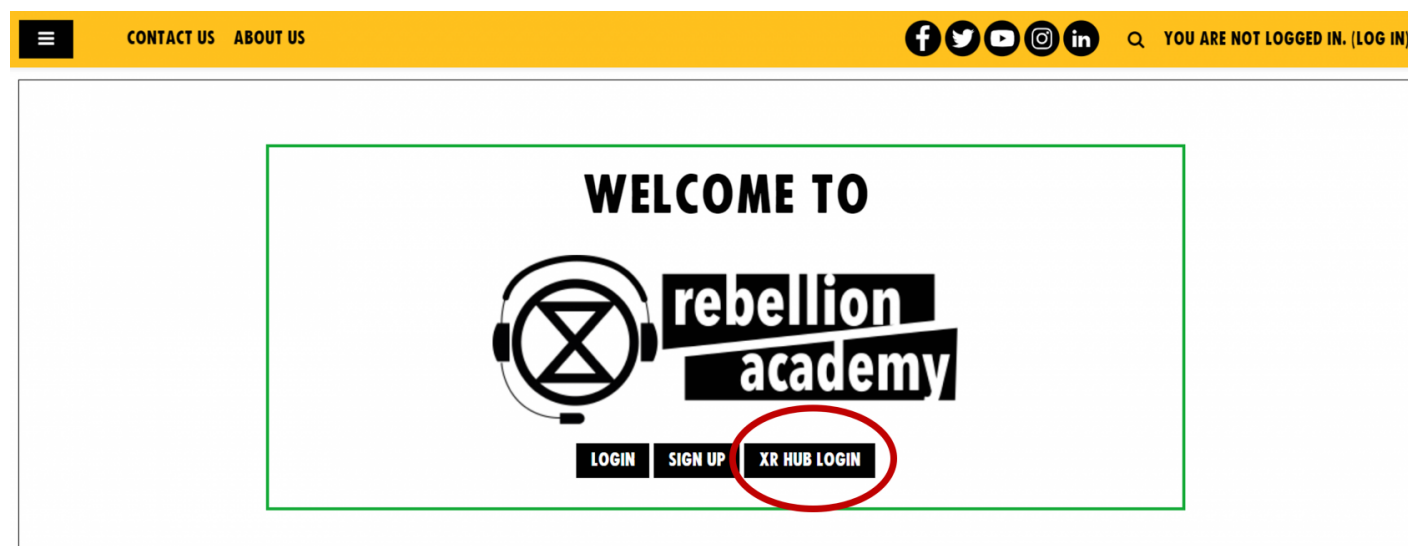 CONTACT US ABOUT US YOU ARE NOT LOGGED IN. (LOG IN)
WELCOME TO
rebellion
academy
LOGIN SIGN UP XR HUB LOGIN